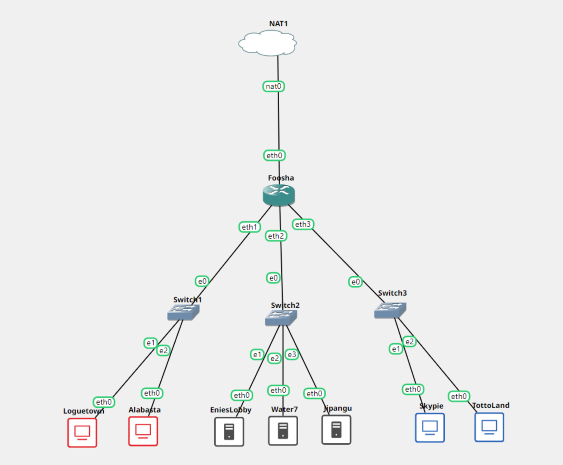 NAT1
nat0
eth0
Foosha
eth1
eth3
eth2
e0
e0
e0
Switch1
Switch2
Switch3
e1
e2
e1
e2
e3
e1
e2
eth0
eth0
eth0
eth0
eth0
eth0
eth0
Loguetown
Alabasta
EniesLobby
Water7
Jipangu
Skypie
TottoLand